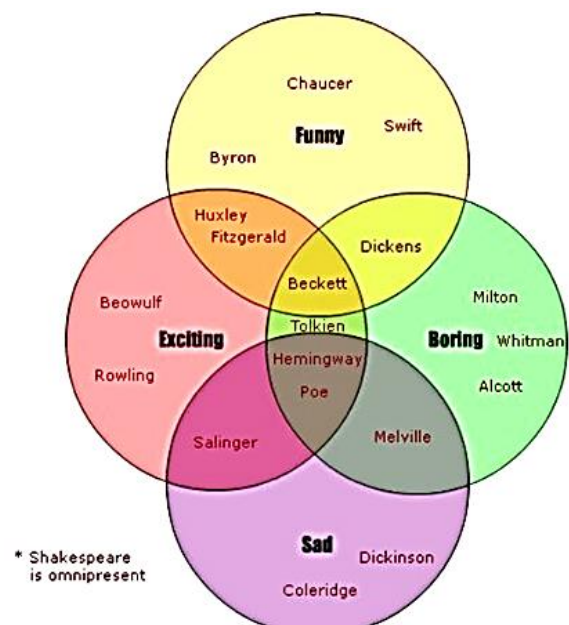 Chaucer
Funny
Swift
Byron
Huxley
Fitzgerald
Dickens
Beckett
Beowulf
Milton
Tolkien
Exciting
Boring
Whitman
Hemingway
Rowling
Alcott
Poe
Salinger
Melville
Sad
Dickinson
Coleridge
* Shakespeare
is omnipresent